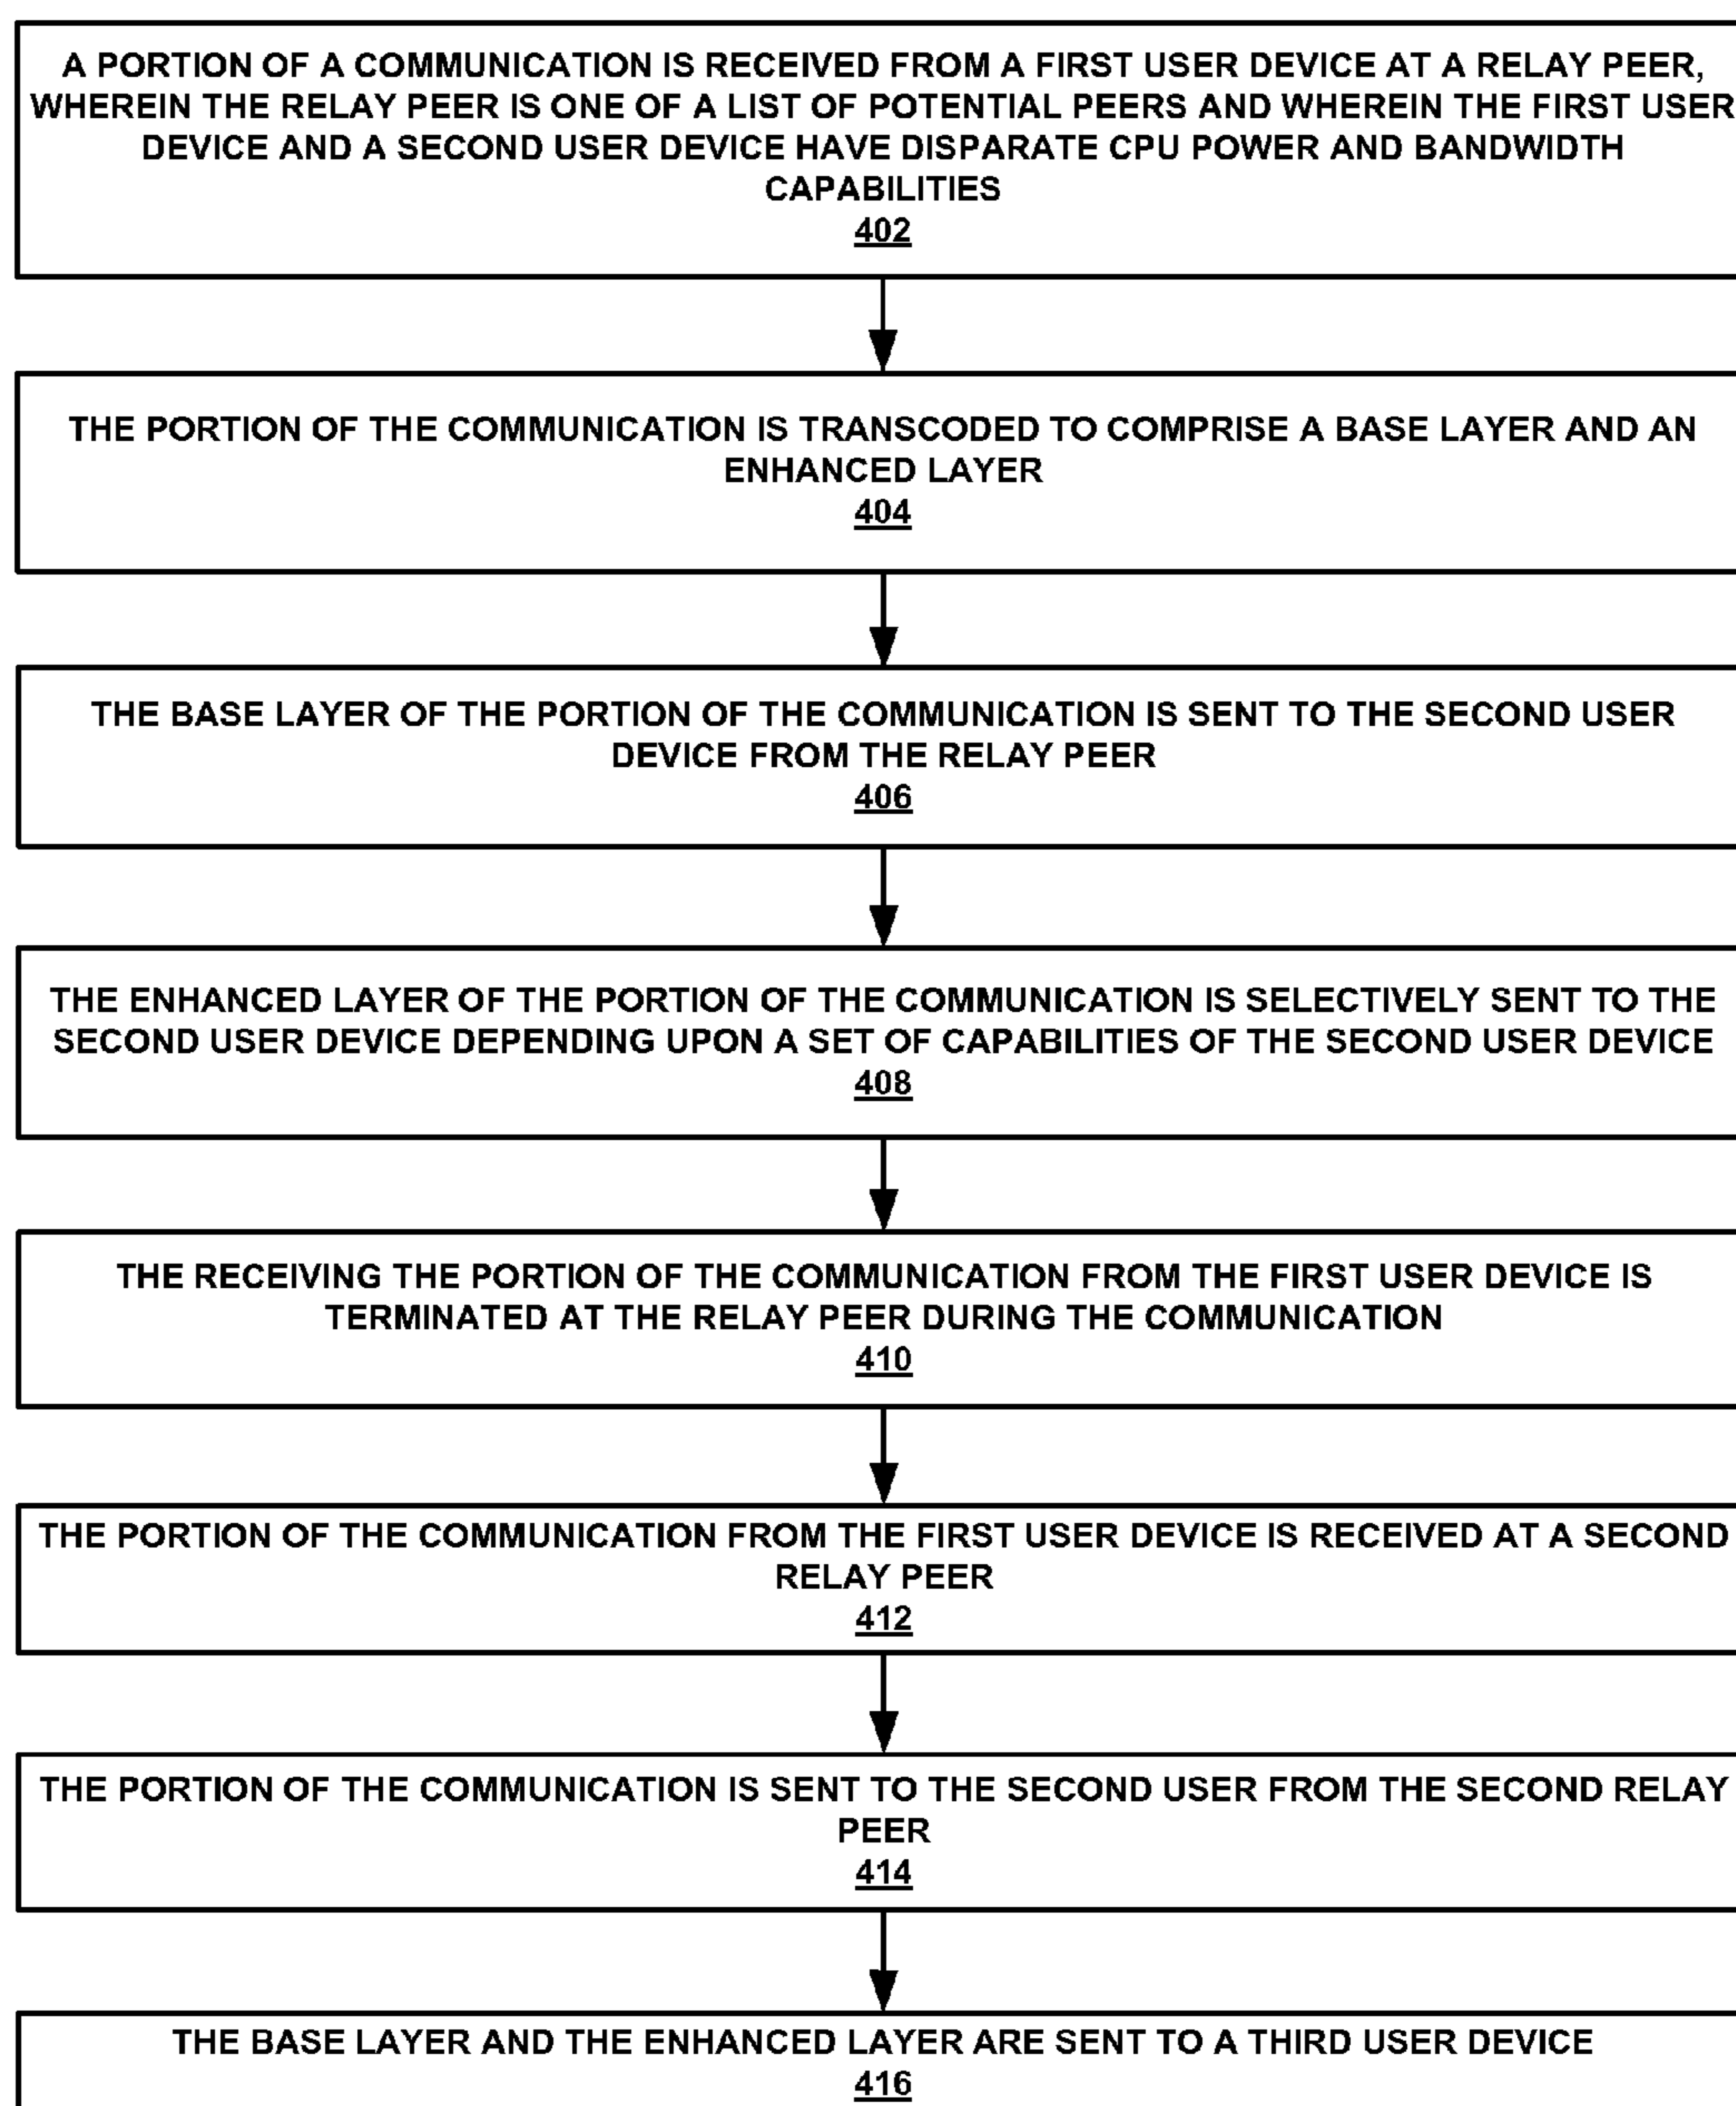 A PORTION OF A COMMUNICATION IS RECEIVED FROM A FIRST USER DEVICE AT A RELAY PEER,
WHEREIN THE RELAY PEER IS ONE OF A LIST OF POTENTIAL PEERS AND WHEREIN THE FIRST USER
DEVICE AND A SECOND USER DEVICE HAVE DISPARATE CPU POWER AND BANDWIDTH
CAPABILITIES
402
THE PORTION OF THE COMMUNICATION IS TRANSCODED TO COMPRISE A BASE LAYER AND AN
ENHANCED LAYER
404
THE BASE LAYER OF THE PORTION OF THE COMMUNICATION IS SENT TO THE SECOND USER
DEVICE FROM THE RELAY PEER
406
THE ENHANCED LAYER OF THE PORTION OF THE COMMUNICATION IS SELECTIVELY SENT TO THE
SECOND USER DEVICE DEPENDING UPON A SET OF CAPABILITIES OF THE SECOND USER DEVICE
408
THE RECEIVING THE PORTION OF THE COMMUNICATION FROM THE FIRST USER DEVICE IS
TERMINATED AT THE RELAY PEER DURING THE COMMUNICATION
410
THE PORTION OF THE COMMUNICATION FROM THE FIRST USER DEVICE IS RECEIVED AT A SECOND
RELAY PEER
412
THE PORTION OF THE COMMUNICATION IS SENT TO THE SECOND USER FROM THE SECOND RELAY
PEER
414
THE BASE LAYER AND THE ENHANCED LAYER ARE SENT TO A THIRD USER DEVICE
416